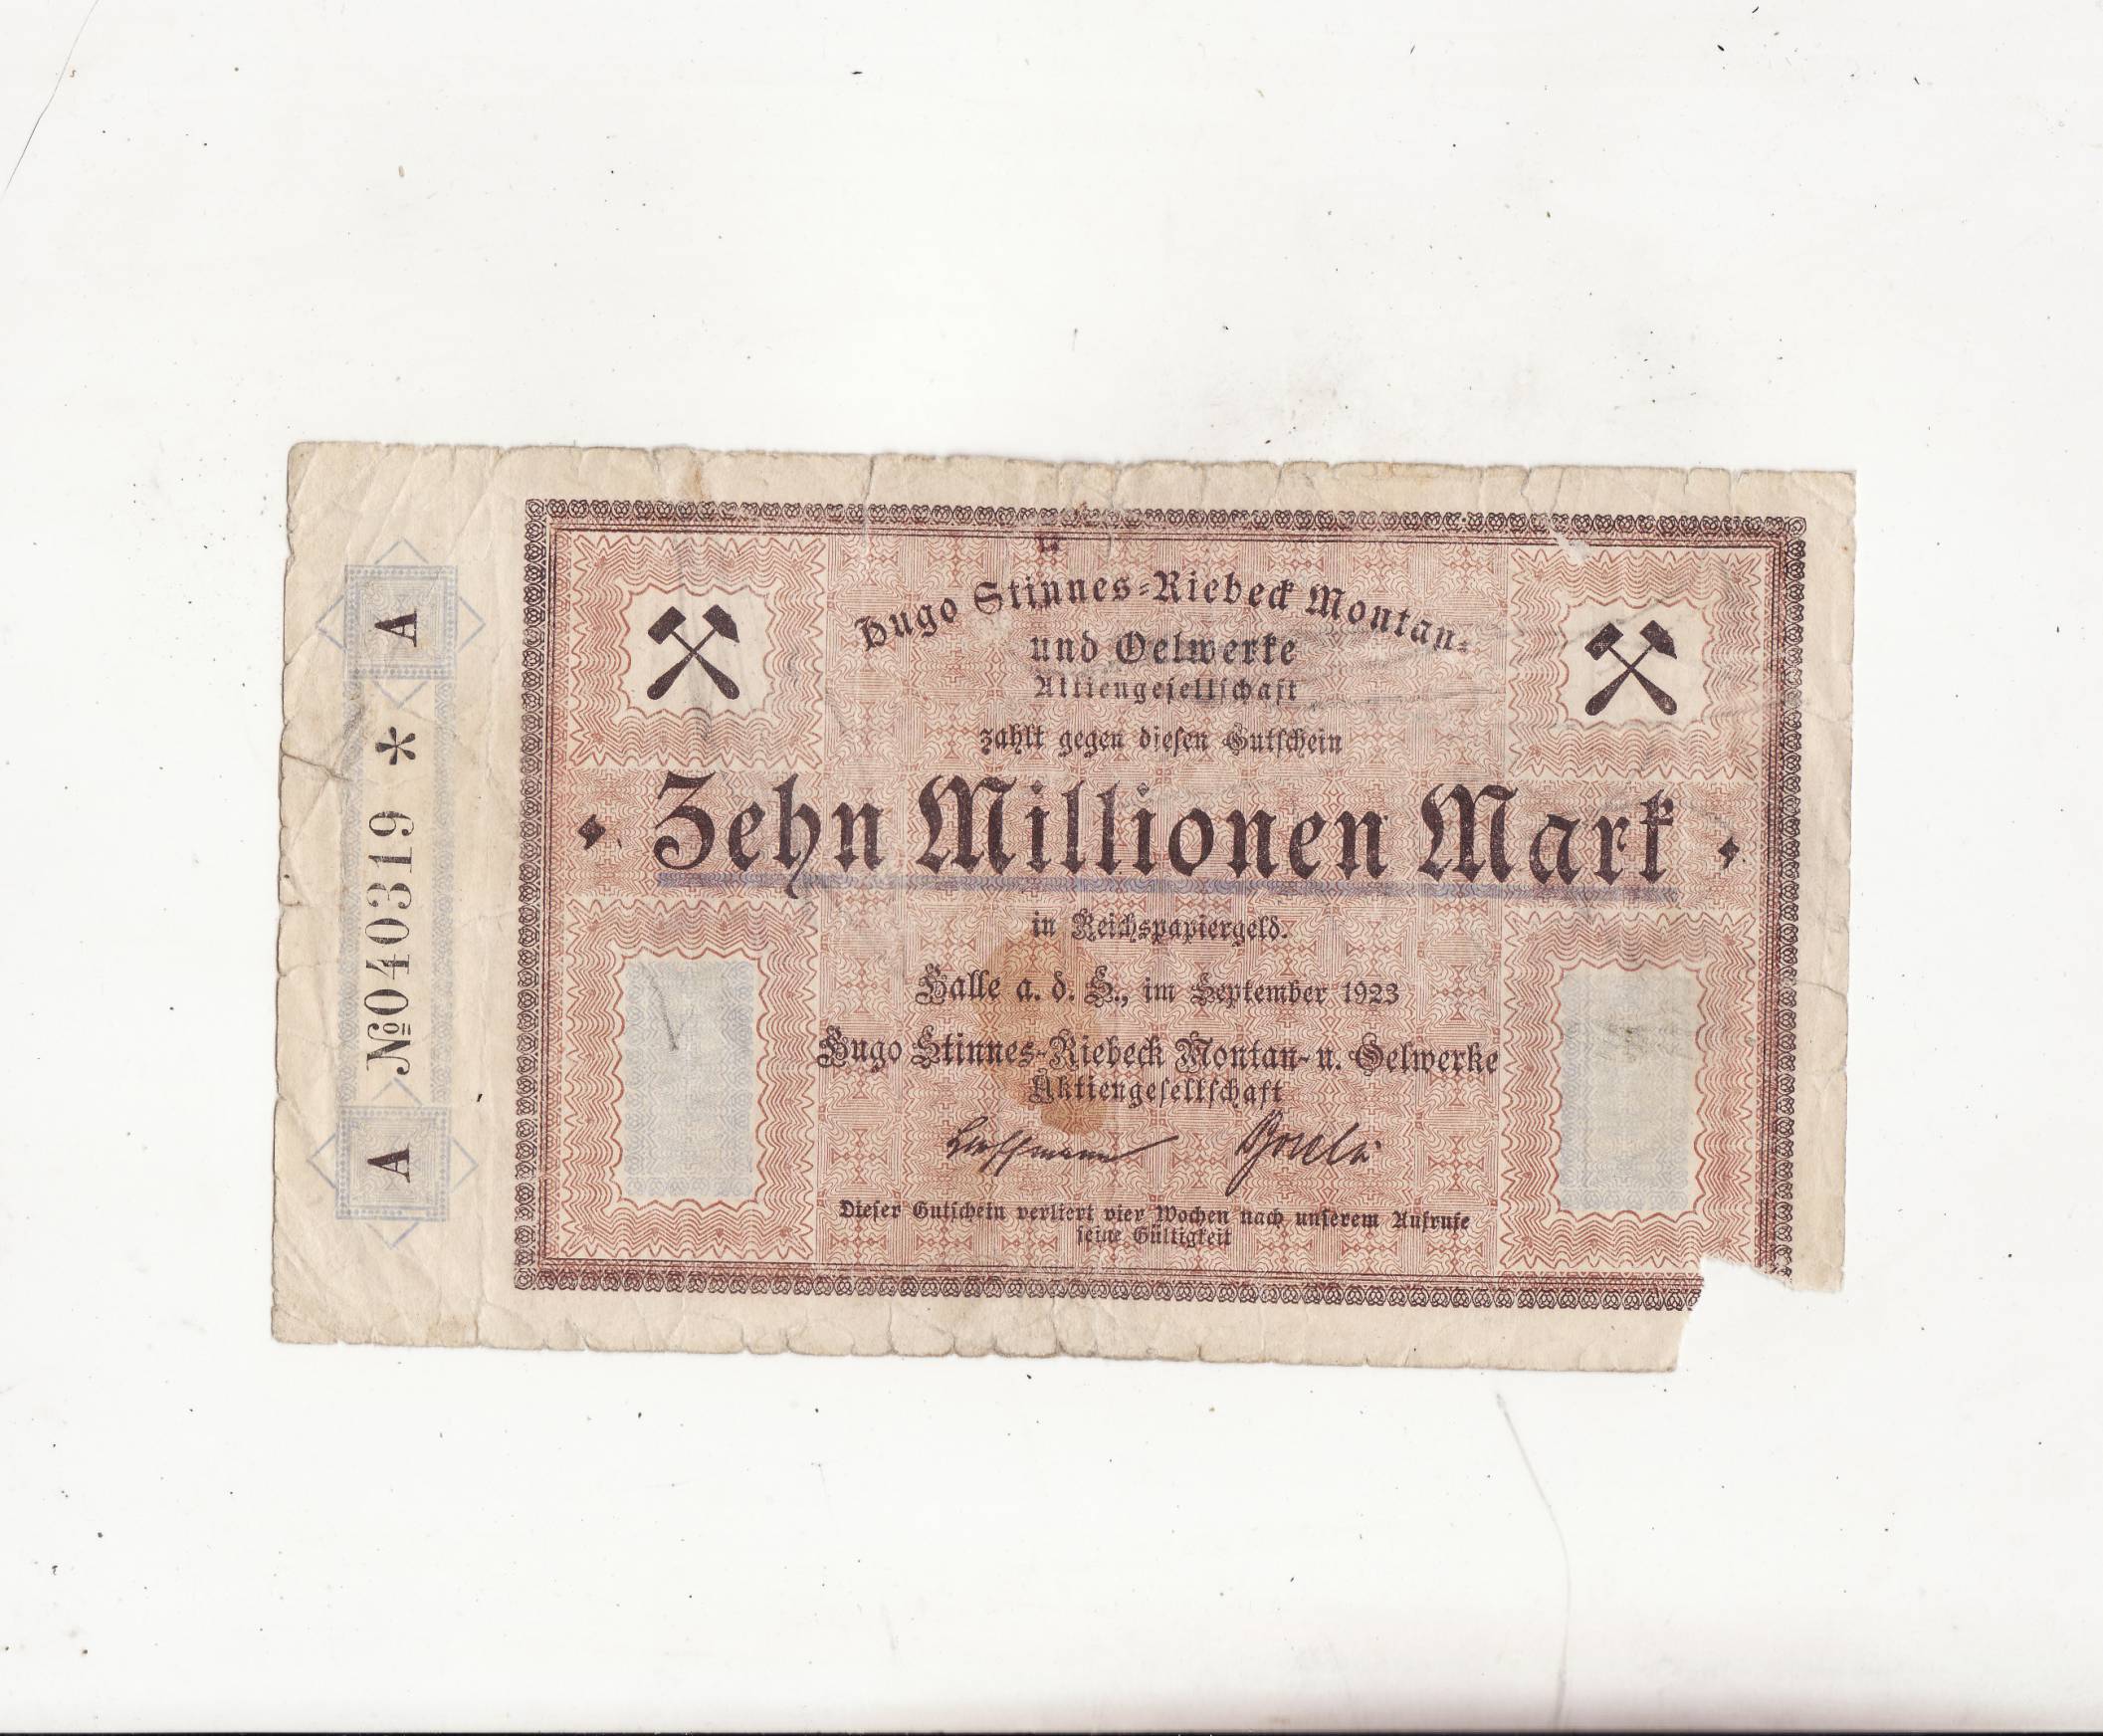 A
№040319 *
A
Hugo Stinnes-Riebeck Montan-
und Oelwerke
Aktiengesellschaft
zahlt gegen diesen Gutschein
Zehn Millionen Mark
in Reichspapiergeld.
Halle a. d. S., im September 1923
Hugo Stinnes-Riebeck Montan- u. Oelwerke
Aktiengesellschaft
Dieser Gutschein verliert vier Wochen nach unserem Aufrufe
seine Gültigkeit